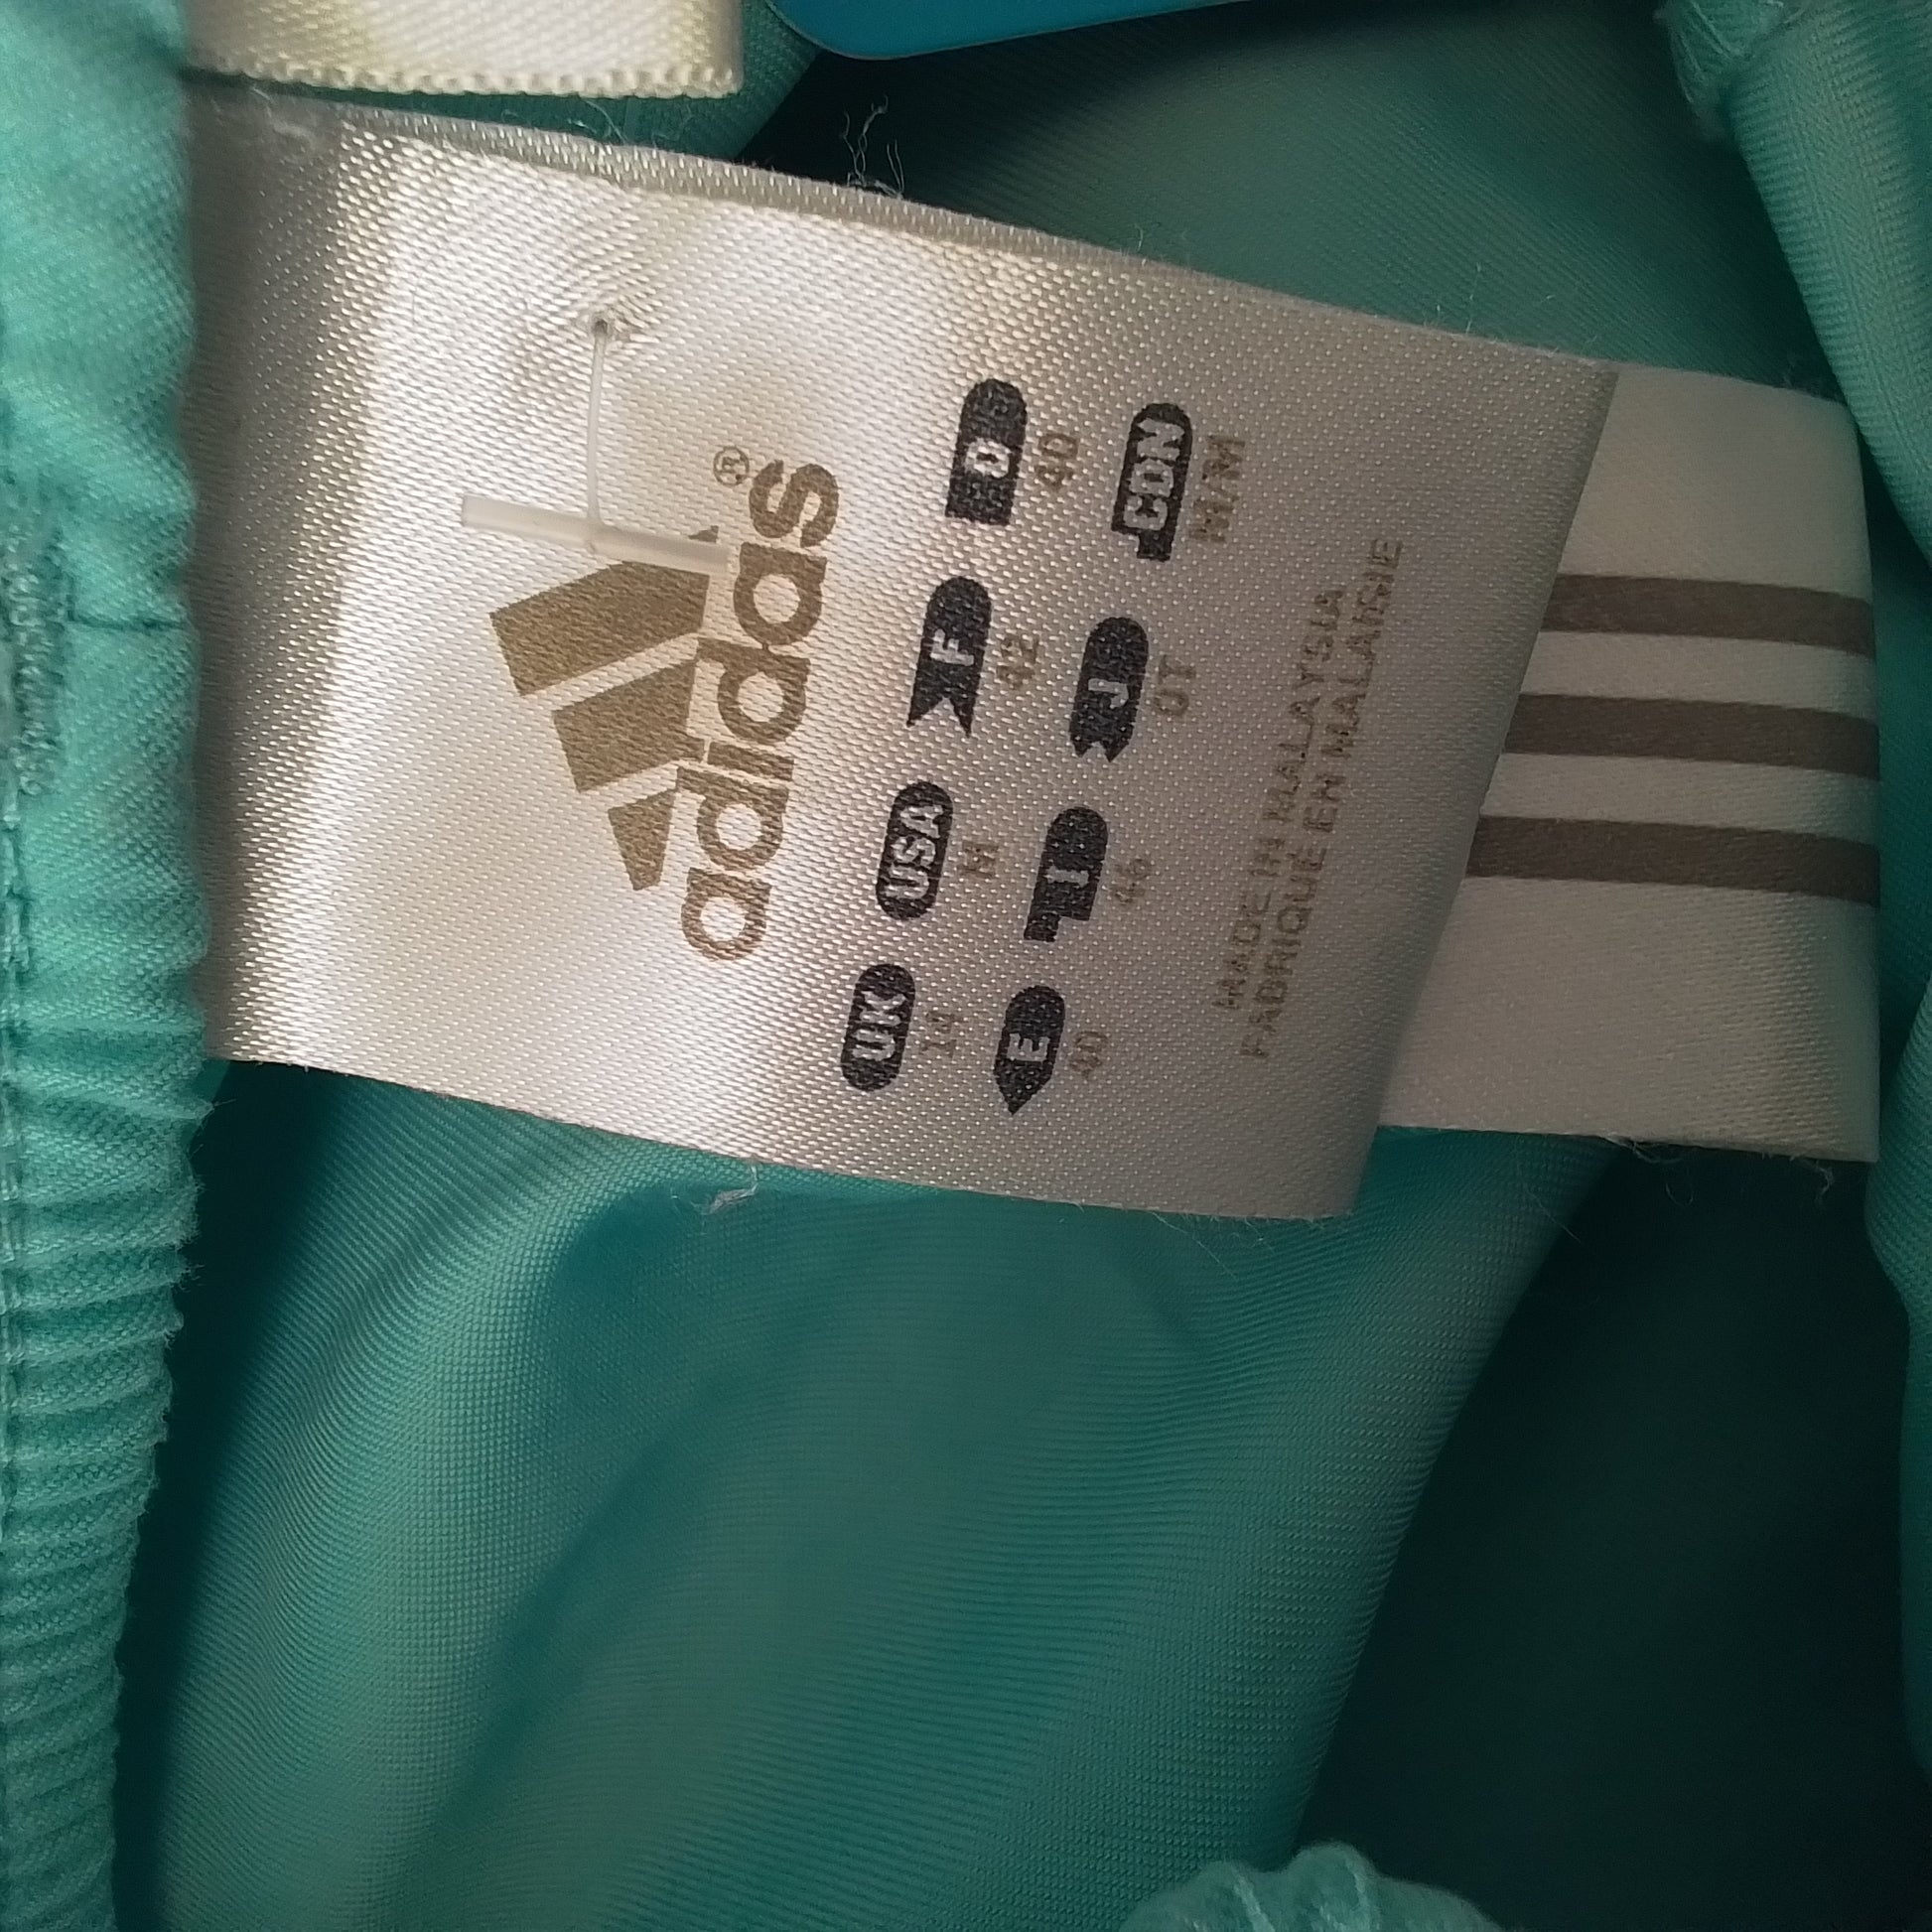 adidas®
UK USA F D
14 M 42 40
E I J CDN
40 46 OT M/M
MADE IN MALAYSIA
FABRIQUÉ EN MALAISIE